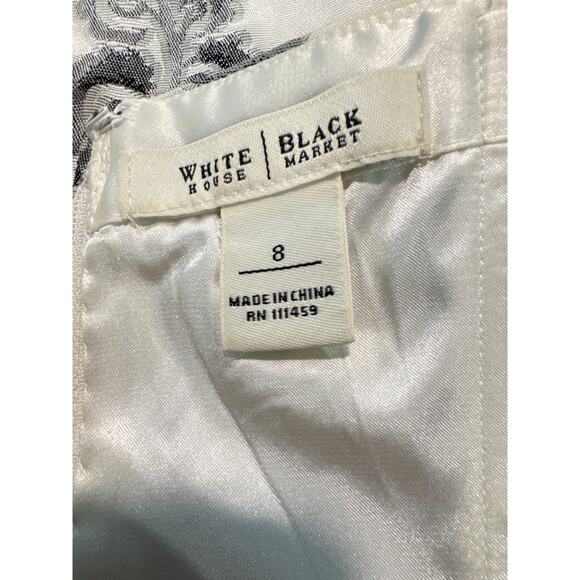 WHITE | BLACK
HOUSE | MARKET
8
MADE IN CHINA
RN 111459